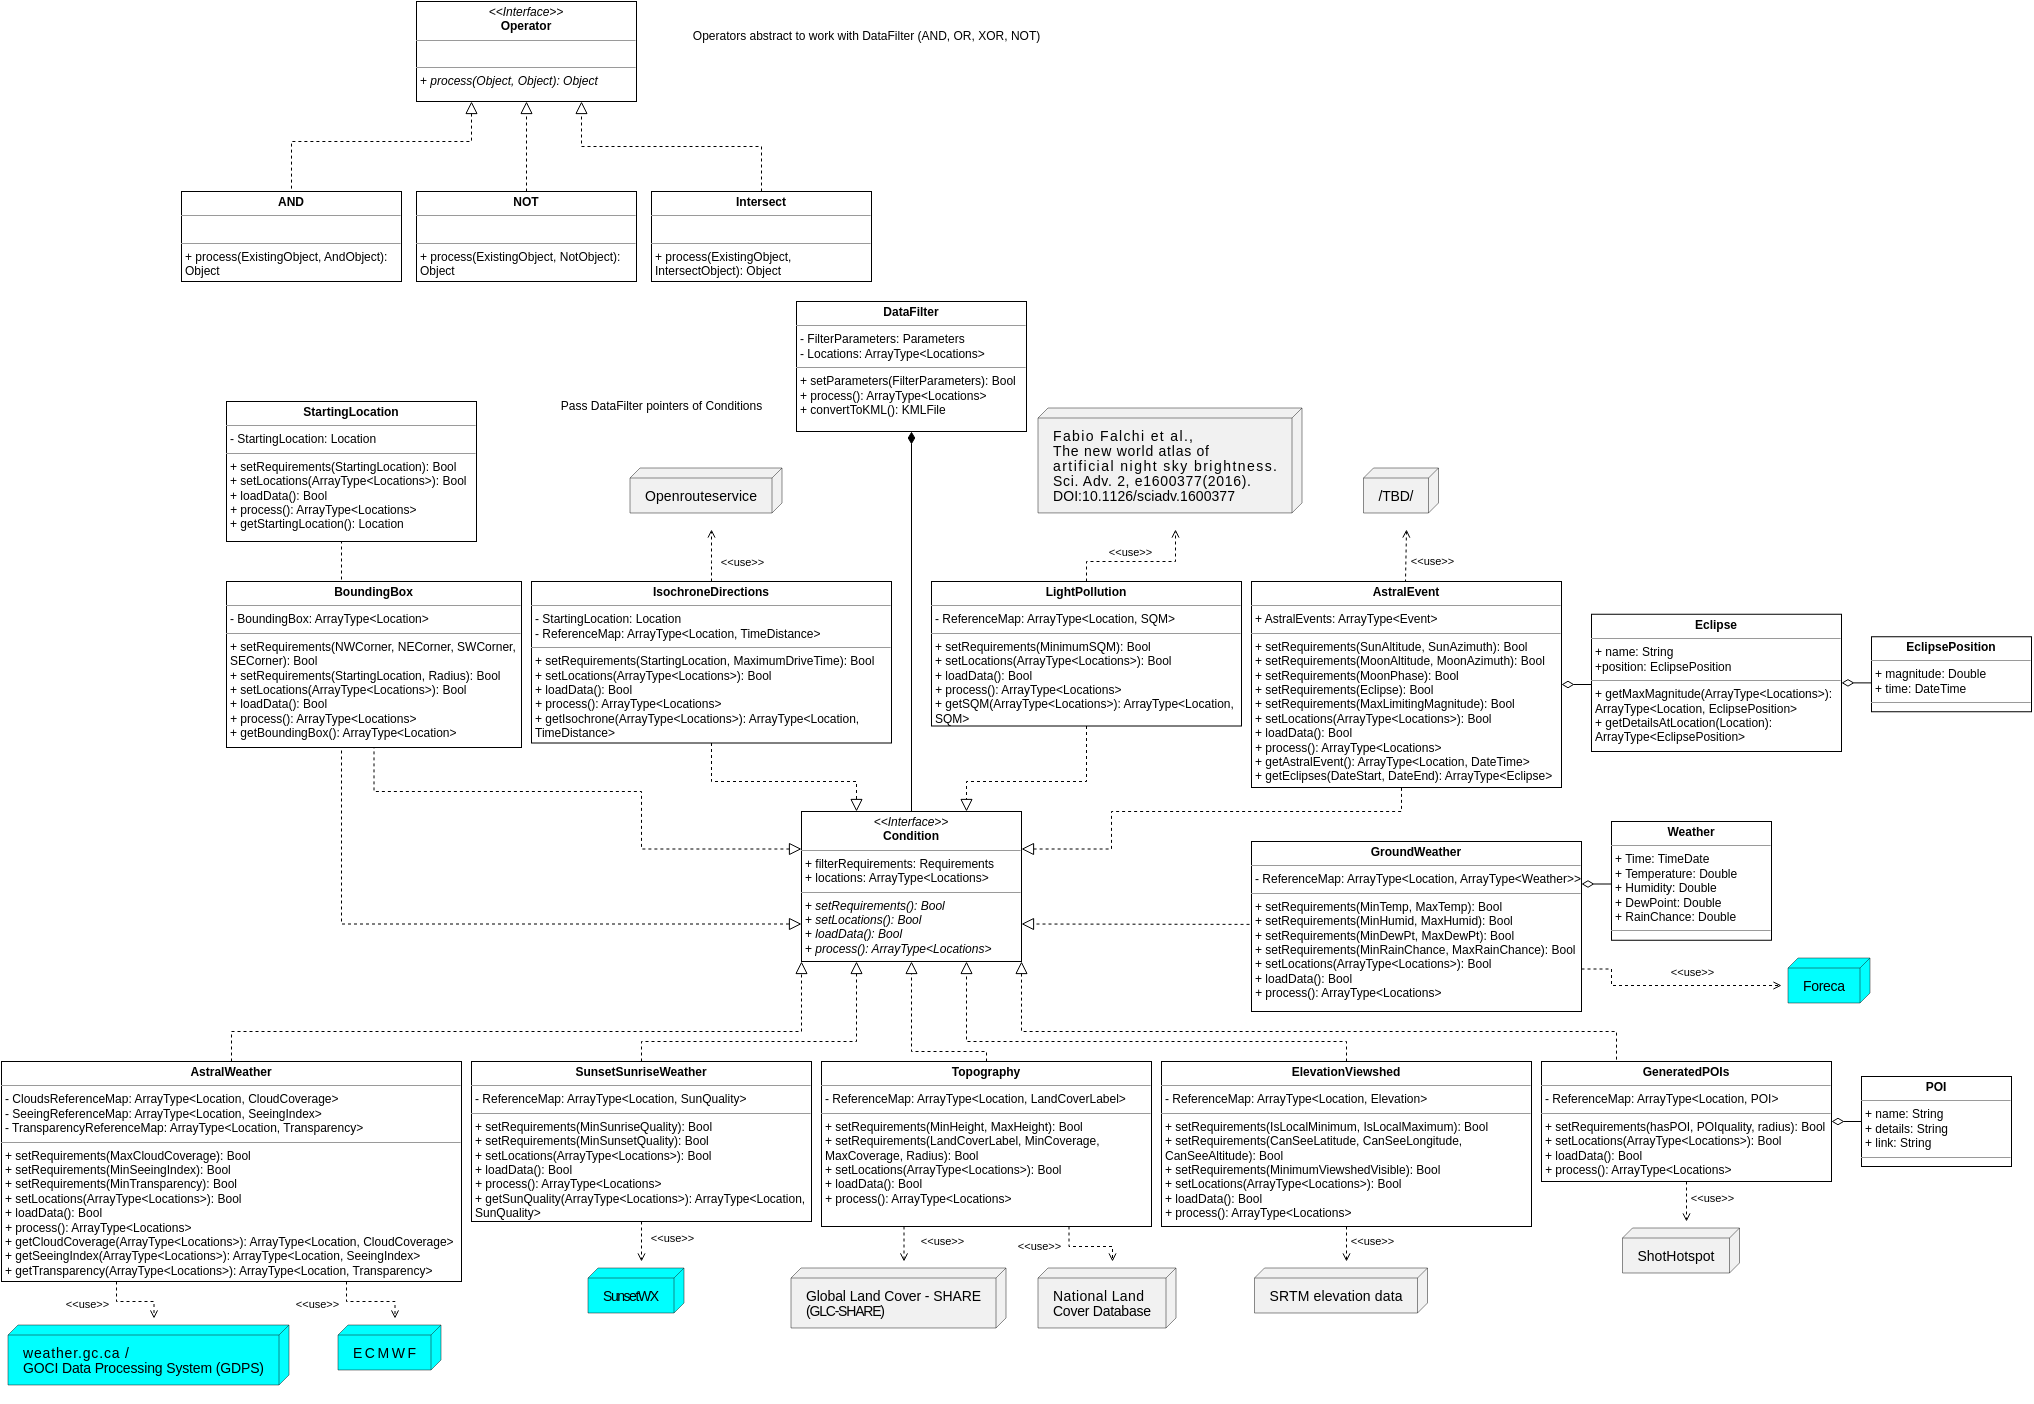 <<Interface>>
Operator
+ process(Object, Object): Object
Operators abstract to work with DataFilter (AND, OR, XOR, NOT)
AND
+ process(ExistingObject, AndObject):
Object
NOT
+ process(ExistingObject, NotObject):
Object
Intersect
+ process(ExistingObject,
IntersectObject): Object
DataFilter
- FilterParameters: Parameters
- Locations: ArrayType<Locations>
+ setParameters(FilterParameters): Bool
+ process(): ArrayType<Locations>
+ convertToKML(): KMLFile
Pass DataFilter pointers of Conditions
StartingLocation
- StartingLocation: Location
+ setRequirements(StartingLocation): Bool
+ setLocations(ArrayType<Locations>): Bool
+ loadData(): Bool
+ process(): ArrayType<Locations>
+ getStartingLocation(): Location
Openrouteservice
<<use>>
Fabio Falchi et al.,
The new world atlas of
artificial night sky brightness.
Sci. Adv. 2, e1600377(2016).
DOI:10.1126/sciadv.1600377
<<use>>
/TBD/
<<use>>
BoundingBox
- BoundingBox: ArrayType<Location>
+ setRequirements(NWCorner, NECorner, SWCorner,
SECorner): Bool
+ setRequirements(StartingLocation, Radius): Bool
+ setLocations(ArrayType<Locations>): Bool
+ loadData(): Bool
+ process(): ArrayType<Locations>
+ getBoundingBox(): ArrayType<Location>
IsochroneDirections
- StartingLocation: Location
- ReferenceMap: ArrayType<Location, TimeDistance>
+ setRequirements(StartingLocation, MaximumDriveTime): Bool
+ setLocations(ArrayType<Locations>): Bool
+ loadData(): Bool
+ process(): ArrayType<Locations>
+ getIsochrone(ArrayType<Locations>): ArrayType<Location,
TimeDistance>
LightPollution
- ReferenceMap: ArrayType<Location, SQM>
+ setRequirements(MinimumSQM): Bool
+ setLocations(ArrayType<Locations>): Bool
+ loadData(): Bool
+ process(): ArrayType<Locations>
+ getSQM(ArrayType<Locations>): ArrayType<Location,
SQM>
AstralEvent
+ AstralEvents: ArrayType<Event>
+ setRequirements(SunAltitude, SunAzimuth): Bool
+ setRequirements(MoonAltitude, MoonAzimuth): Bool
+ setRequirements(MoonPhase): Bool
+ setRequirements(Eclipse): Bool
+ setRequirements(MaxLimitingMagnitude): Bool
+ setLocations(ArrayType<Locations>): Bool
+ loadData(): Bool
+ process(): ArrayType<Locations>
+ getAstralEvent(): ArrayType<Location, DateTime>
+ getEclipses(DateStart, DateEnd): ArrayType<Eclipse>
Eclipse
+ name: String
+position: EclipsePosition
+ getMaxMagnitude(ArrayType<Locations>):
ArrayType<Location, EclipsePosition>
+ getDetailsAtLocation(Location):
ArrayType<EclipsePosition>
EclipsePosition
+ magnitude: Double
+ time: DateTime
<<Interface>>
Condition
+ filterRequirements: Requirements
+ locations: ArrayType<Locations>
+ setRequirements(): Bool
+ setLocations(): Bool
+ loadData(): Bool
+ process(): ArrayType<Locations>
GroundWeather
- ReferenceMap: ArrayType<Location, ArrayType<Weather>>
+ setRequirements(MinTemp, MaxTemp): Bool
+ setRequirements(MinHumid, MaxHumid): Bool
+ setRequirements(MinDewPt, MaxDewPt): Bool
+ setRequirements(MinRainChance, MaxRainChance): Bool
+ setLocations(ArrayType<Locations>): Bool
+ loadData(): Bool
+ process(): ArrayType<Locations>
Weather
+ Time: TimeDate
+ Temperature: Double
+ Humidity: Double
+ DewPoint: Double
+ RainChance: Double
<<use>>
Foreca
AstralWeather
- CloudsReferenceMap: ArrayType<Location, CloudCoverage>
- SeeingReferenceMap: ArrayType<Location, SeeingIndex>
- TransparencyReferenceMap: ArrayType<Location, Transparency>
+ setRequirements(MaxCloudCoverage): Bool
+ setRequirements(MinSeeingIndex): Bool
+ setRequirements(MinTransparency): Bool
+ setLocations(ArrayType<Locations>): Bool
+ loadData(): Bool
+ process(): ArrayType<Locations>
+ getCloudCoverage(ArrayType<Locations>): ArrayType<Location, CloudCoverage>
+ getSeeingIndex(ArrayType<Locations>): ArrayType<Location, SeeingIndex>
+ getTransparency(ArrayType<Locations>): ArrayType<Location, Transparency>
SunsetSunriseWeather
- ReferenceMap: ArrayType<Location, SunQuality>
+ setRequirements(MinSunriseQuality): Bool
+ setRequirements(MinSunsetQuality): Bool
+ setLocations(ArrayType<Locations>): Bool
+ loadData(): Bool
+ process(): ArrayType<Locations>
+ getSunQuality(ArrayType<Locations>): ArrayType<Location,
SunQuality>
Topography
- ReferenceMap: ArrayType<Location, LandCoverLabel>
+ setRequirements(MinHeight, MaxHeight): Bool
+ setRequirements(LandCoverLabel, MinCoverage,
MaxCoverage, Radius): Bool
+ setLocations(ArrayType<Locations>): Bool
+ loadData(): Bool
+ process(): ArrayType<Locations>
ElevationViewshed
- ReferenceMap: ArrayType<Location, Elevation>
+ setRequirements(IsLocalMinimum, IsLocalMaximum): Bool
+ setRequirements(CanSeeLatitude, CanSeeLongitude,
CanSeeAltitude): Bool
+ setRequirements(MinimumViewshedVisible): Bool
+ setLocations(ArrayType<Locations>): Bool
+ loadData(): Bool
+ process(): ArrayType<Locations>
GeneratedPOIs
- ReferenceMap: ArrayType<Location, POI>
+ setRequirements(hasPOI, POIquality, radius): Bool
+ setLocations(ArrayType<Locations>): Bool
+ loadData(): Bool
+ process(): ArrayType<Locations>
POI
+ name: String
+ details: String
+ link: String
<<use>>
<<use>>
<<use>>
<<use>>
<<use>>
<<use>>
<<use>>
weather.gc.ca /
GOCI Data Processing System (GDPS)
ECMWF
SunsetWX
Global Land Cover - SHARE
(GLC-SHARE)
National Land
Cover Database
SRTM elevation data
ShotHotspot